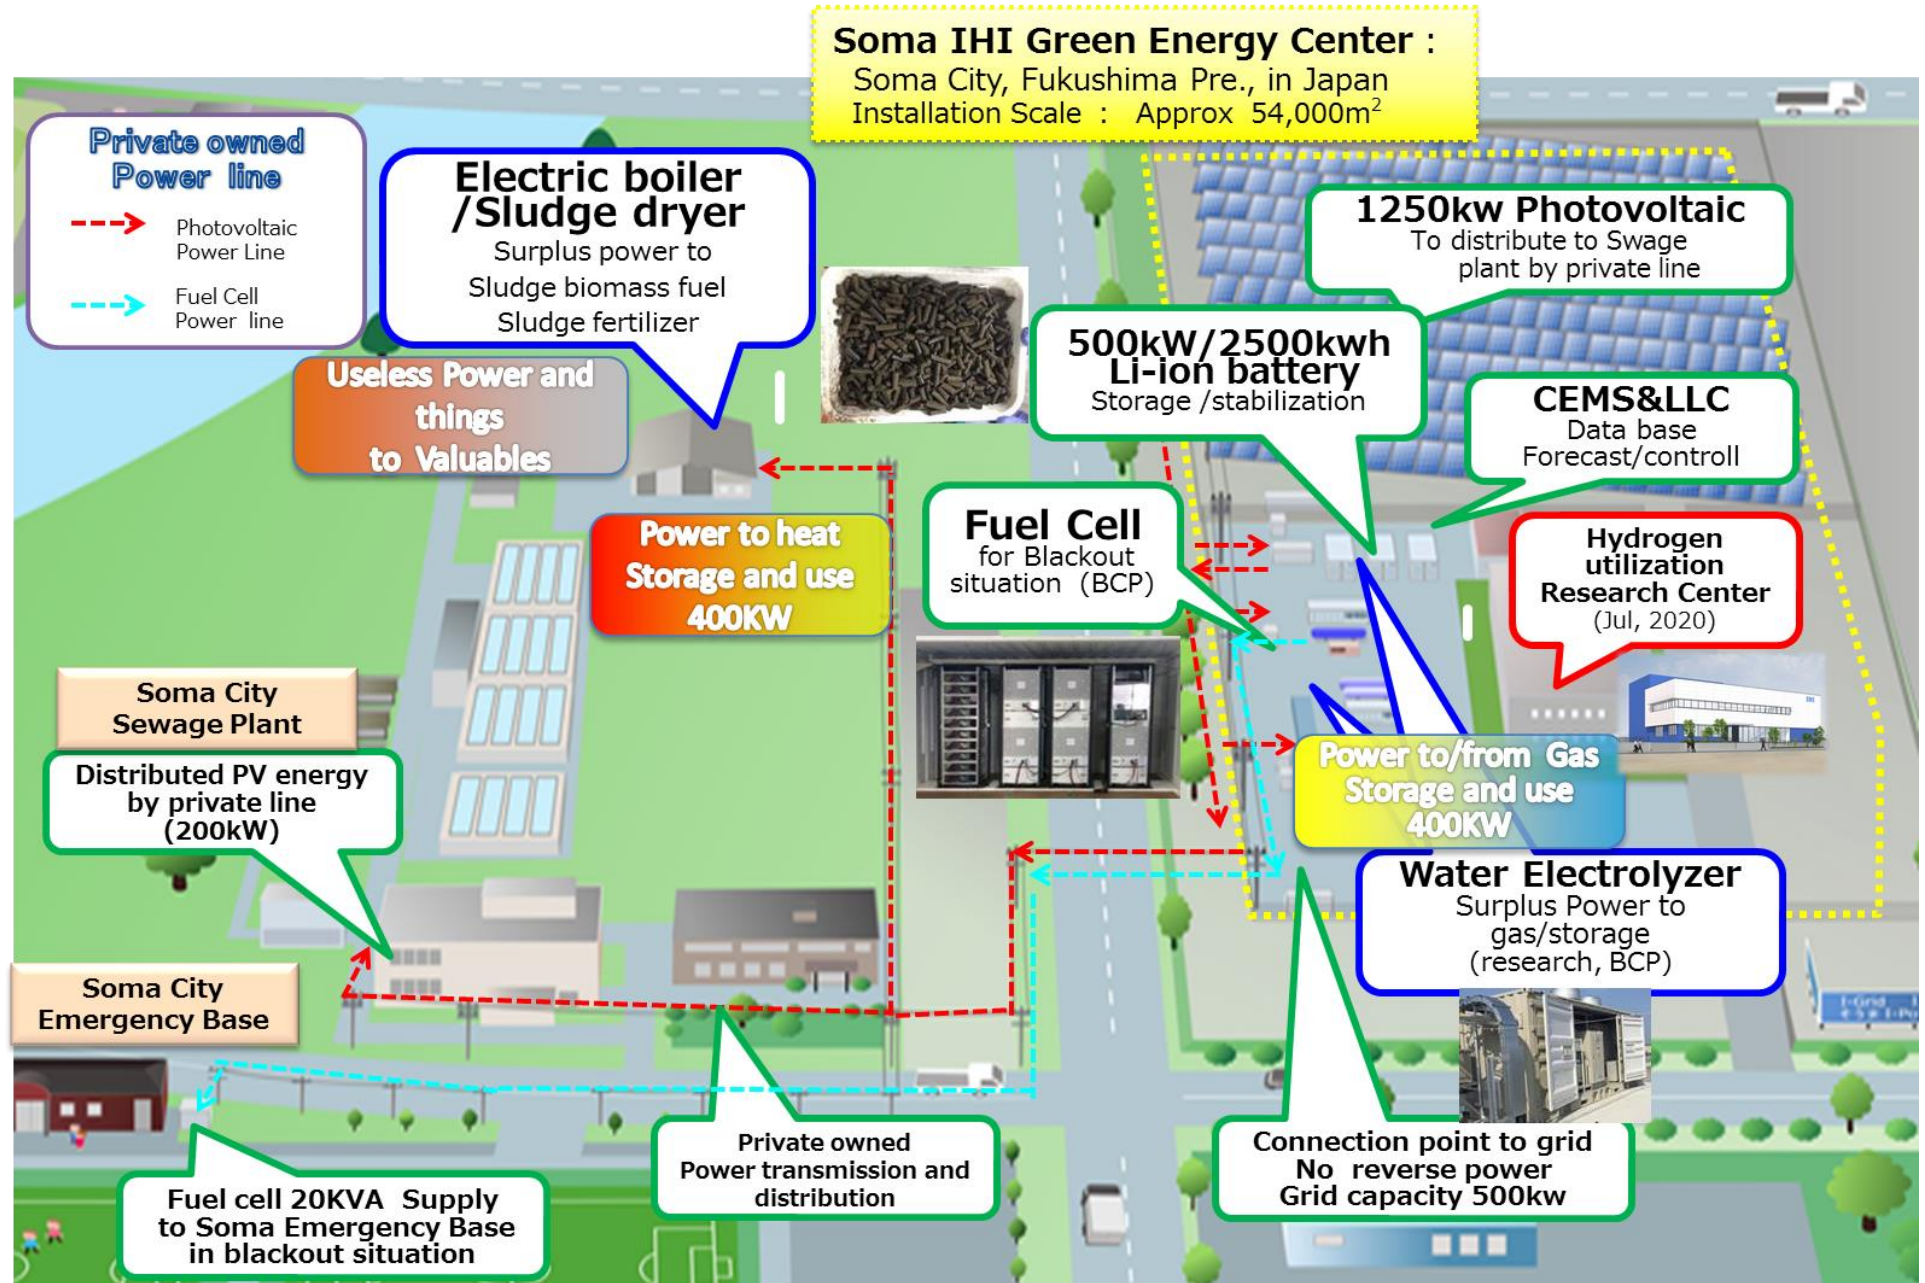 Soma IHI Green Energy Center :
Soma City, Fukushima Pre., in Japan
Installation Scale : Approx 54,000m²
Private owned
Power line
Photovoltaic
Power Line
Fuel Cell
Power line
Electric boiler
/Sludge dryer
Surplus power to
Sludge biomass fuel
Sludge fertilizer
1250kw Photovoltaic
To distribute to Swage
plant by private line
500kW/2500kwh
Li-ion battery
Storage /stabilization
Useless Power and
things
to Valuables
CEMS&LLC
Data base
Forecast/controll
Fuel Cell
for Blackout
situation (BCP)
Power to heat
Storage and use
400KW
Hydrogen
utilization
Research Center
(Jul, 2020)
Soma City
Sewage Plant
Distributed PV energy
by private line
(200kW)
Power to/from Gas
Storage and use
400KW
Water Electrolyzer
Surplus Power to
gas/storage
(research, BCP)
Soma City
Emergency Base
Private owned
Power transmission and
distribution
Connection point to grid
No reverse power
Grid capacity 500kw
Fuel cell 20KVA Supply
to Soma Emergency Base
in blackout situation